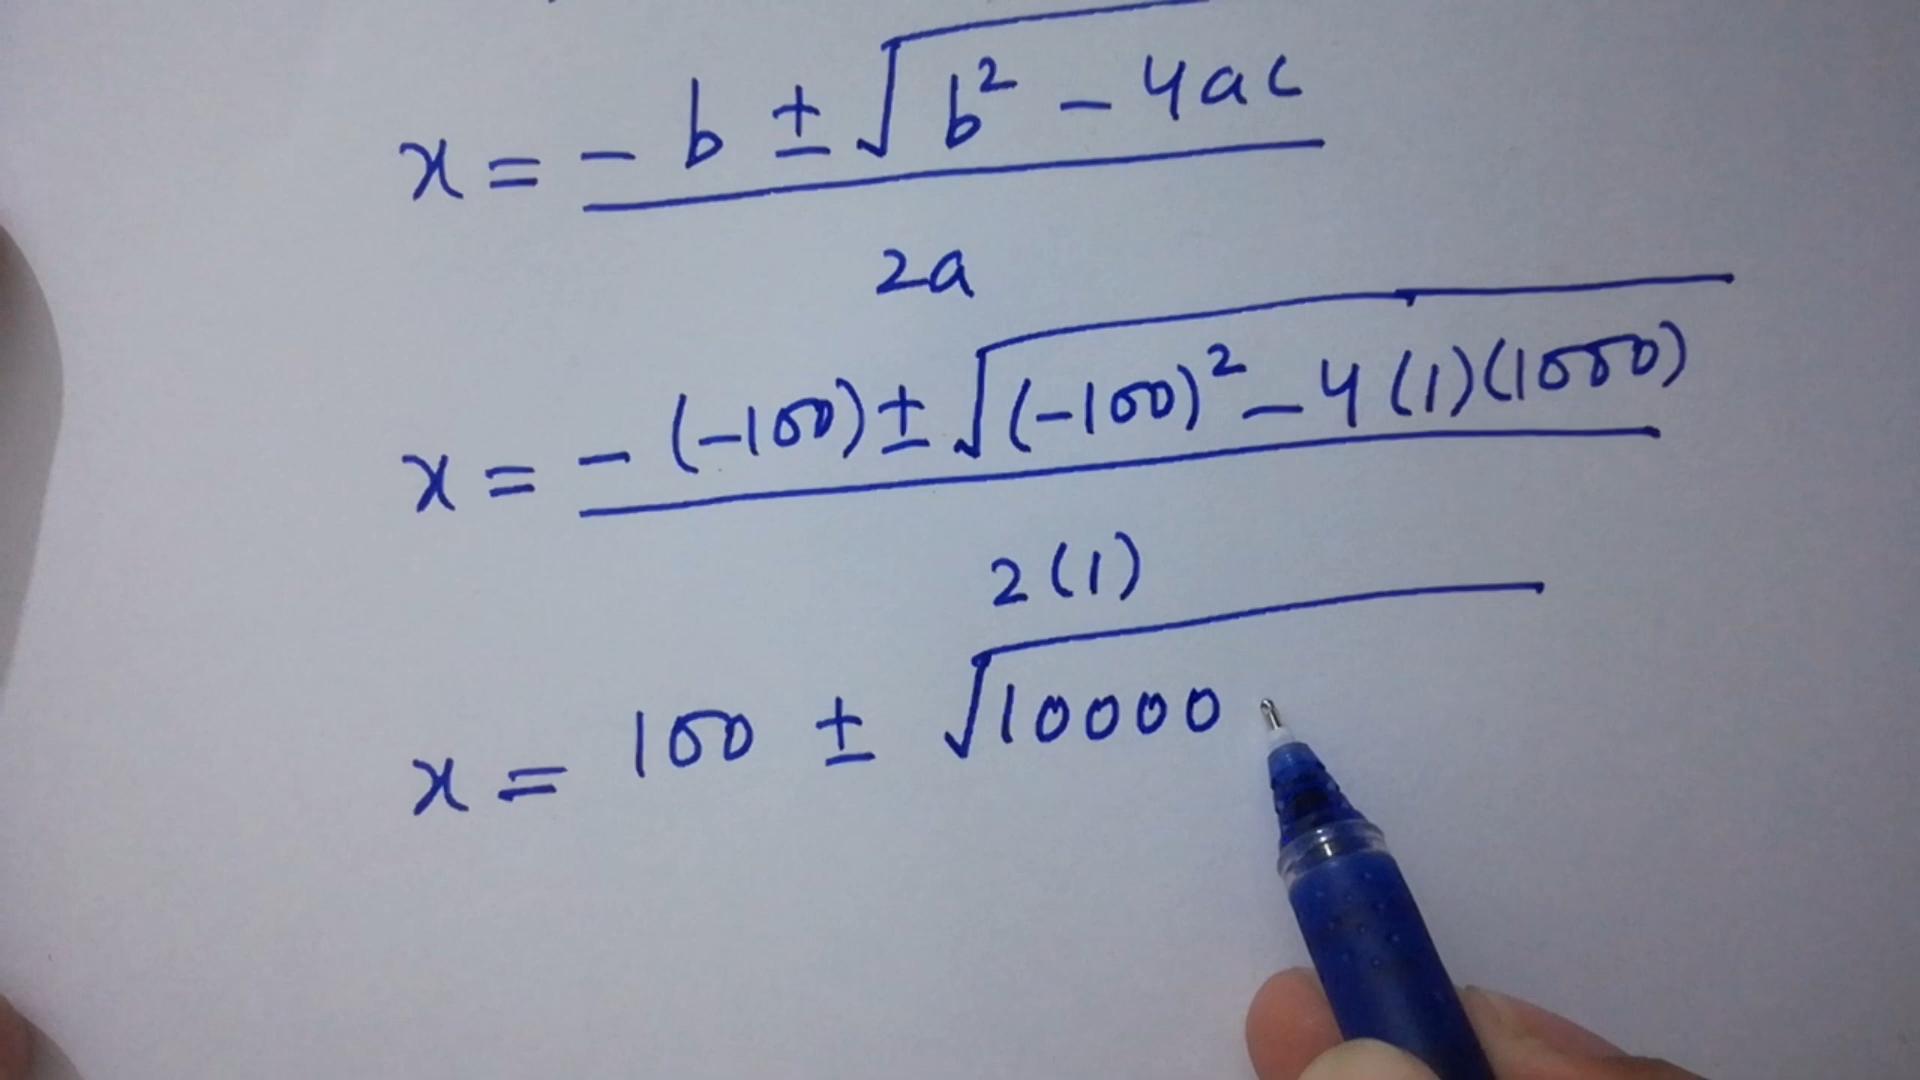 x = - b ± √b² - 4ac
2a
x = - (-100) ± √(-100)² - 4(1)(1000)
2(1)
x = 100 ± √10000